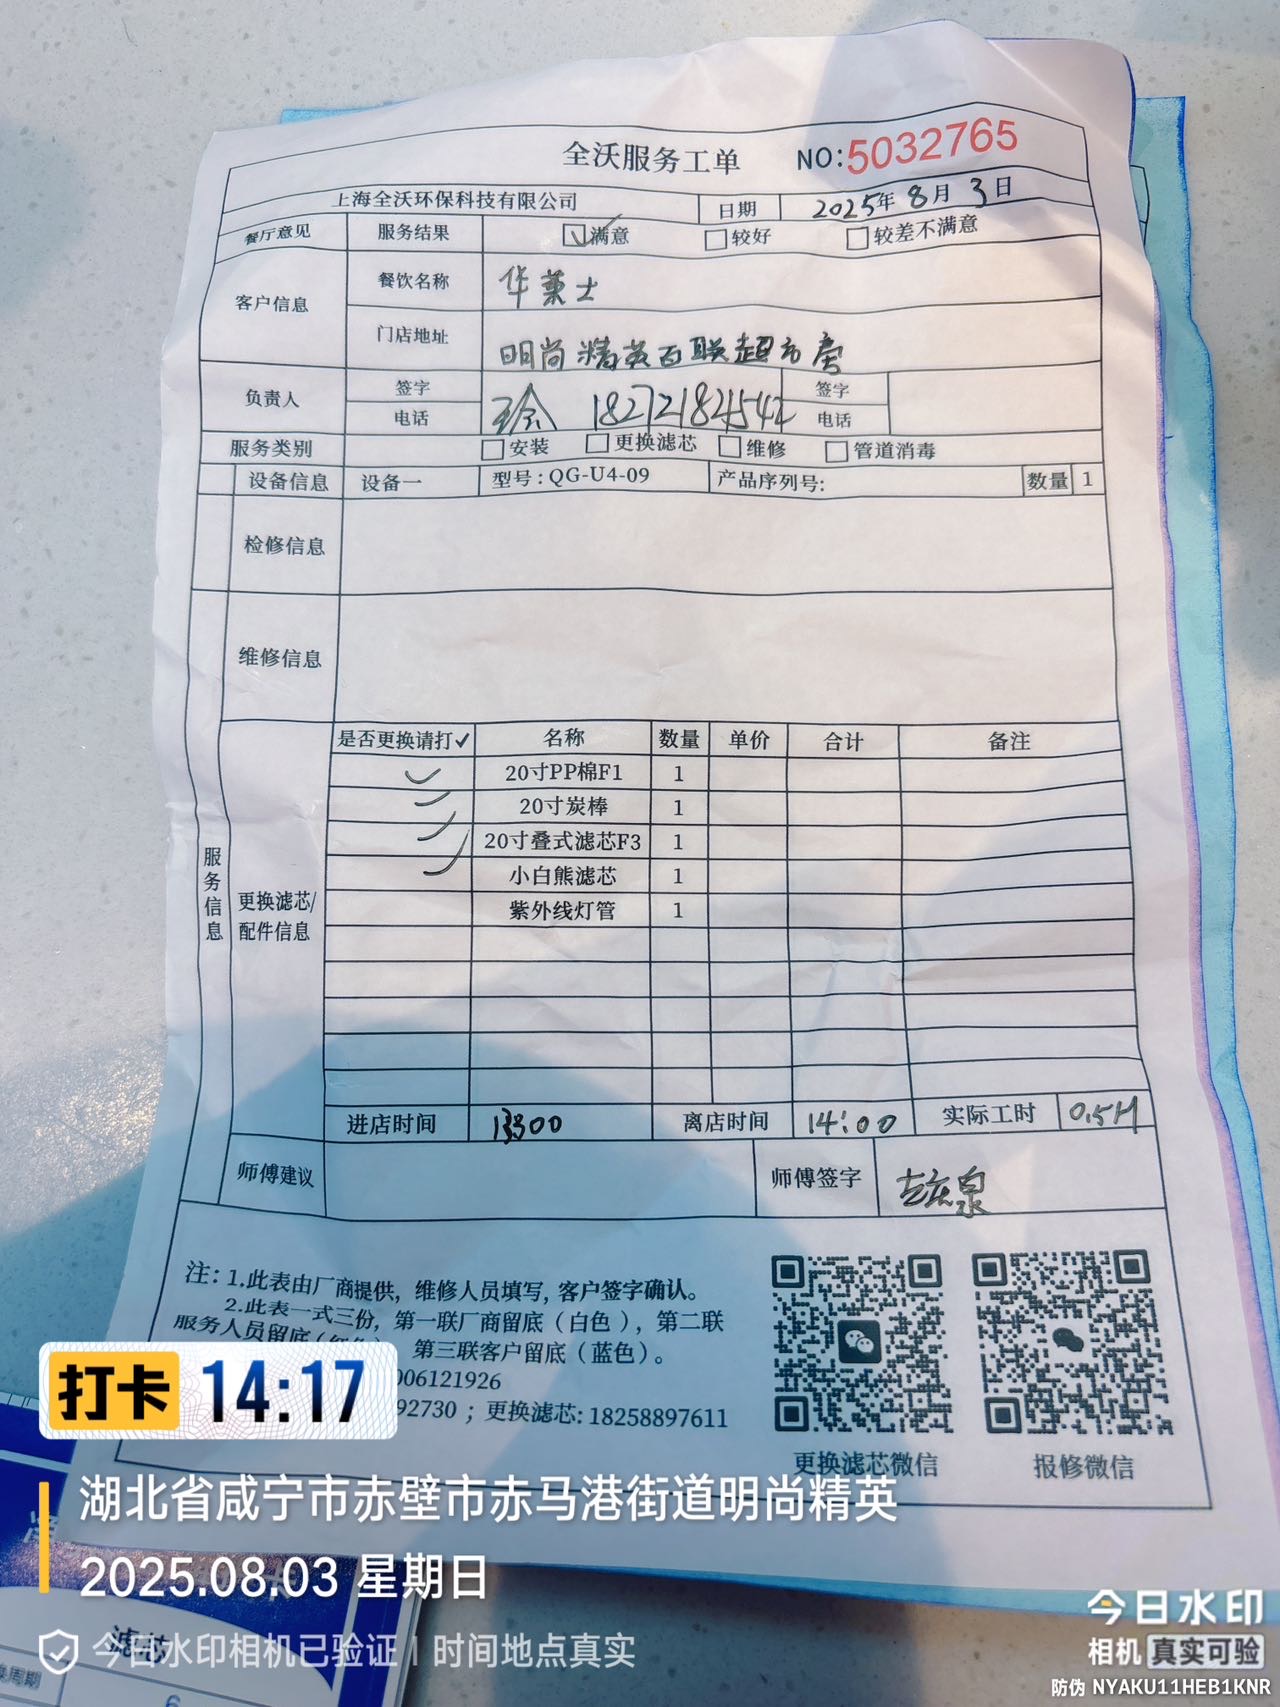 全沃服务工单 NO:5032765
上海全沃环保科技有限公司 日期 2025年8月3日
餐厅意见 服务结果 满意 较好 较差不满意
客户信息 餐饮名称 华莱士
门店地址 明尚精英百联超市旁
负责人 签字 签字
电话 18272182454 电话
服务类别 安装 更换滤芯 维修 管道消毒
设备信息 设备一 型号:QG-U4-09 产品序列号: 数量 1
检修信息
维修信息
服务信息
更换滤芯/
配件信息
是否更换请打✓ 名称 数量 单价 合计 备注
✓ 20寸PP棉F1 1
✓ 20寸炭棒 1
✓ 20寸叠式滤芯F3 1
✓ 小白熊滤芯 1
紫外线灯管 1
进店时间 离店时间 14:00 实际工时 0.5H
师傅建议 师傅签字
注:1.此表由厂商提供，维修人员填写，客户签字确认。
2.此表一式三份，第一联厂商留底（白色），第二联
服务人员留底（红色），第三联客户留底（蓝色）。
906121926
92730；更换滤芯:18258897611
更换滤芯微信 报修微信
打卡 14:17
湖北省咸宁市赤壁市赤马港街道明尚精英
2025.08.03 星期日
今日水印相机已验证 | 时间地点真实
滤芯
换周期
6
今日水印
相机 真实可验
防伪 NYAKU11HEB1KNR